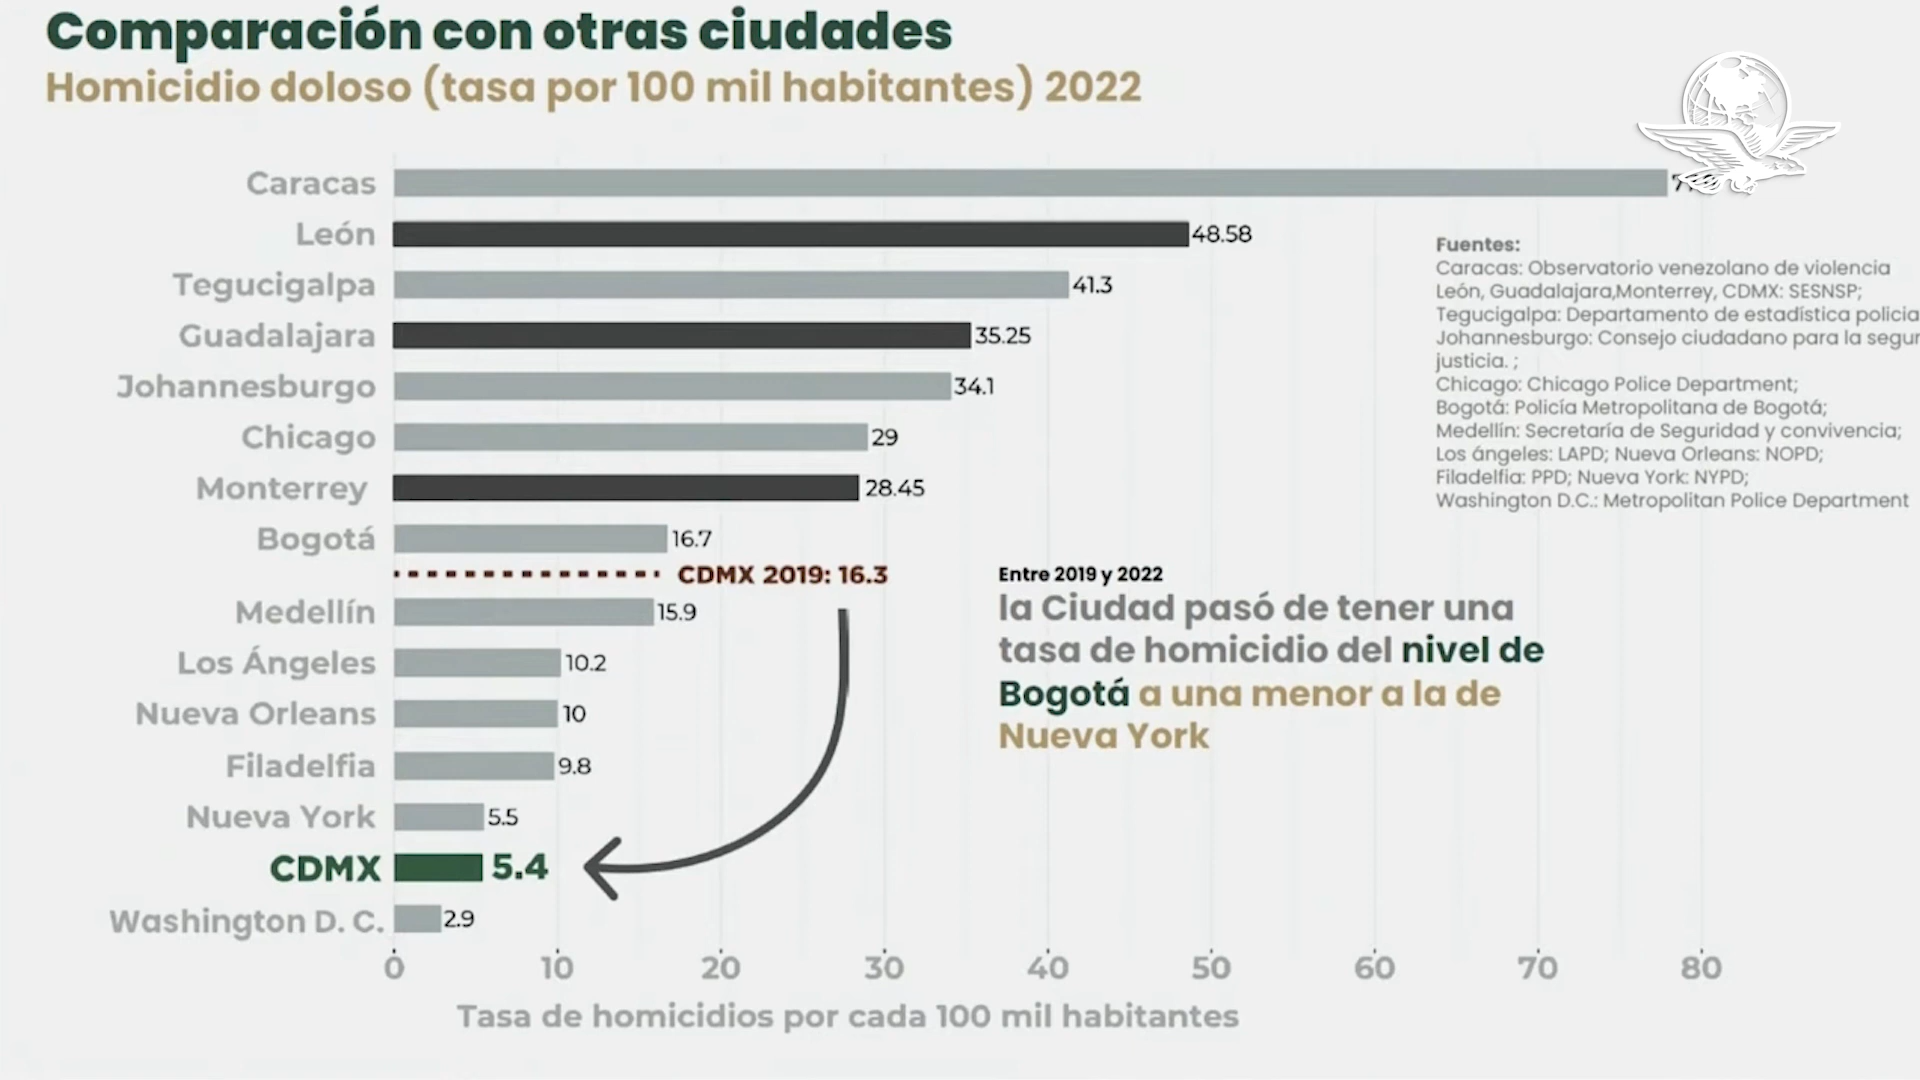 Comparación con otras ciudades
Homicidio doloso (tasa por 100 mil habitantes) 2022
Caracas
León 48.58
Tegucigalpa 41.3
Guadalajara 35.25
Johannesburgo 34.1
Chicago 29
Monterrey 28.45
Bogotá 16.7
CDMX 2019: 16.3
Medellín 15.9
Los Ángeles 10.2
Nueva Orleans 10
Filadelfia 9.8
Nueva York 5.5
CDMX 5.4
Washington D. C. 2.9
0 10 20 30 40 50 60 70 80
Tasa de homicidios por cada 100 mil habitantes
Fuentes:
Caracas: Observatorio venezolano de violencia
León, Guadalajara,Monterrey, CDMX: SESNSP;
Tegucigalpa: Departamento de estadística policia
Johannesburgo: Consejo ciudadano para la segur
justicia. ;
Chicago: Chicago Police Department;
Bogotá: Policía Metropolitana de Bogotá;
Medellín: Secretaría de Seguridad y convivencia;
Los ángeles: LAPD; Nueva Orleans: NOPD;
Filadelfia: PPD; Nueva York: NYPD;
Washington D.C.: Metropolitan Police Department
Entre 2019 y 2022
la Ciudad pasó de tener una
tasa de homicidio del nivel de
Bogotá a una menor a la de
Nueva York